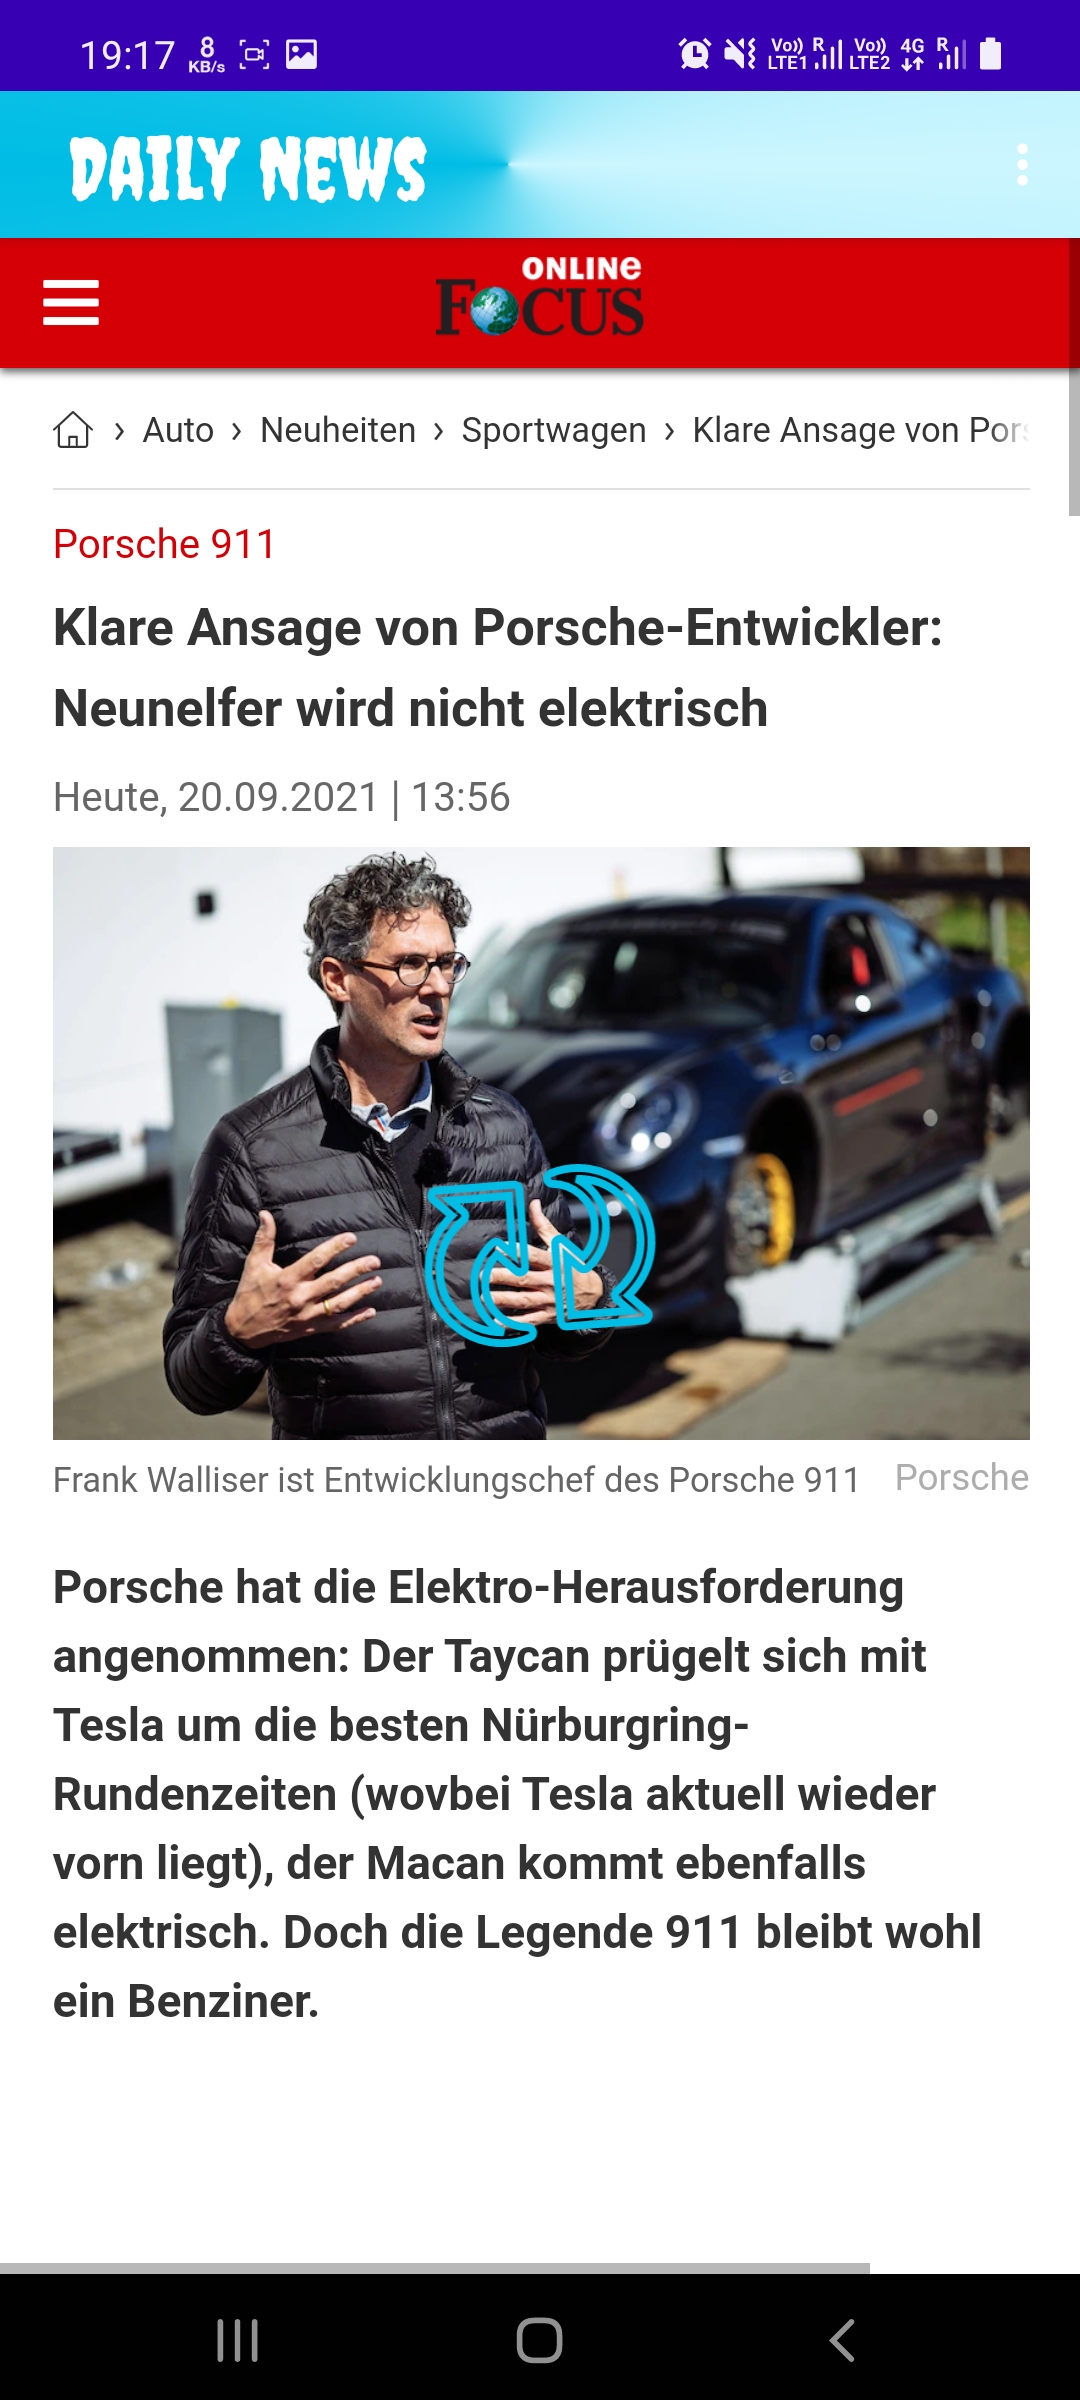 19:17 8 KB/s Vo)) LTE1 R Vo)) LTE2 4G R
DAILY NEWS
ONLINE
FOCUS
› Auto › Neuheiten › Sportwagen › Klare Ansage von Pors
Porsche 911
Klare Ansage von Porsche-Entwickler:
Neunelfer wird nicht elektrisch
Heute, 20.09.2021 | 13:56
Frank Walliser ist Entwicklungschef des Porsche 911 Porsche
Porsche hat die Elektro-Herausforderung
angenommen: Der Taycan prügelt sich mit
Tesla um die besten Nürburgring-
Rundenzeiten (wovbei Tesla aktuell wieder
vorn liegt), der Macan kommt ebenfalls
elektrisch. Doch die Legende 911 bleibt wohl
ein Benziner.